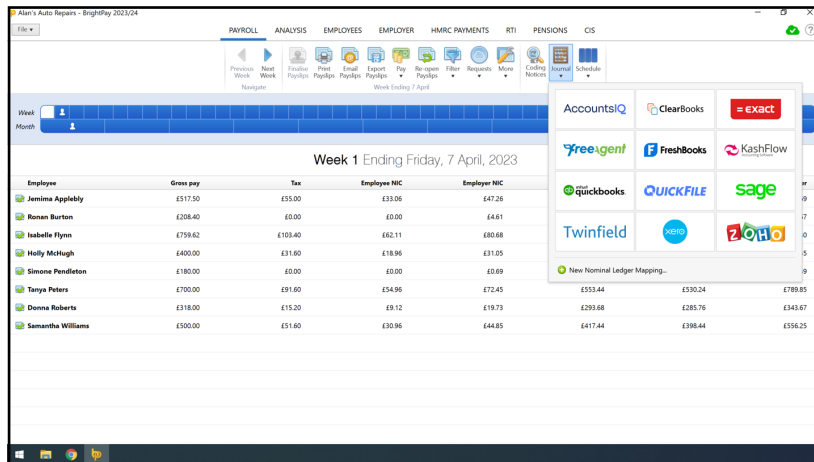 Alan's Auto Repairs - BrightPay 2023/24
File
PAYROLL ANALYSIS EMPLOYEES EMPLOYER HMRC PAYMENTS RTI PENSIONS CIS
Previous Week
Next Week
Finalise Payslips
Print Payslips
Email Payslips
Export Payslips
Pay
Re-open Payslips
Filter
Requests
More
Coding Notices
Journal
Schedule
Navigate
Week Ending 7 April
Week 1
Month 1
AccountsIQ ClearBooks = exact
freeagent FreshBooks KashFlow
intuit quickbooks. QUICKFILE sage
Twinfield xero ZOHO
New Nominal Ledger Mapping...
Week 1 Ending Friday, 7 April, 2023
Employee Gross pay Tax Employee NIC Employer NIC
Jemima Applebly £517.50 £55.00 £33.06 £47.26
Ronan Burton £208.40 £0.00 £0.00 £4.61
Isabelle Flynn £759.62 £103.40 £62.11 £80.68
Holly McHugh £400.00 £31.60 £18.96 £31.05
Simone Pendleton £180.00 £0.00 £0.00 £0.69
Tanya Peters £700.00 £91.60 £54.96 £72.45 £553.44 £530.24 £789.85
Donna Roberts £318.00 £15.20 £9.12 £19.73 £293.68 £285.76 £343.67
Samantha Williams £500.00 £51.60 £30.96 £44.85 £417.44 £398.44 £556.25